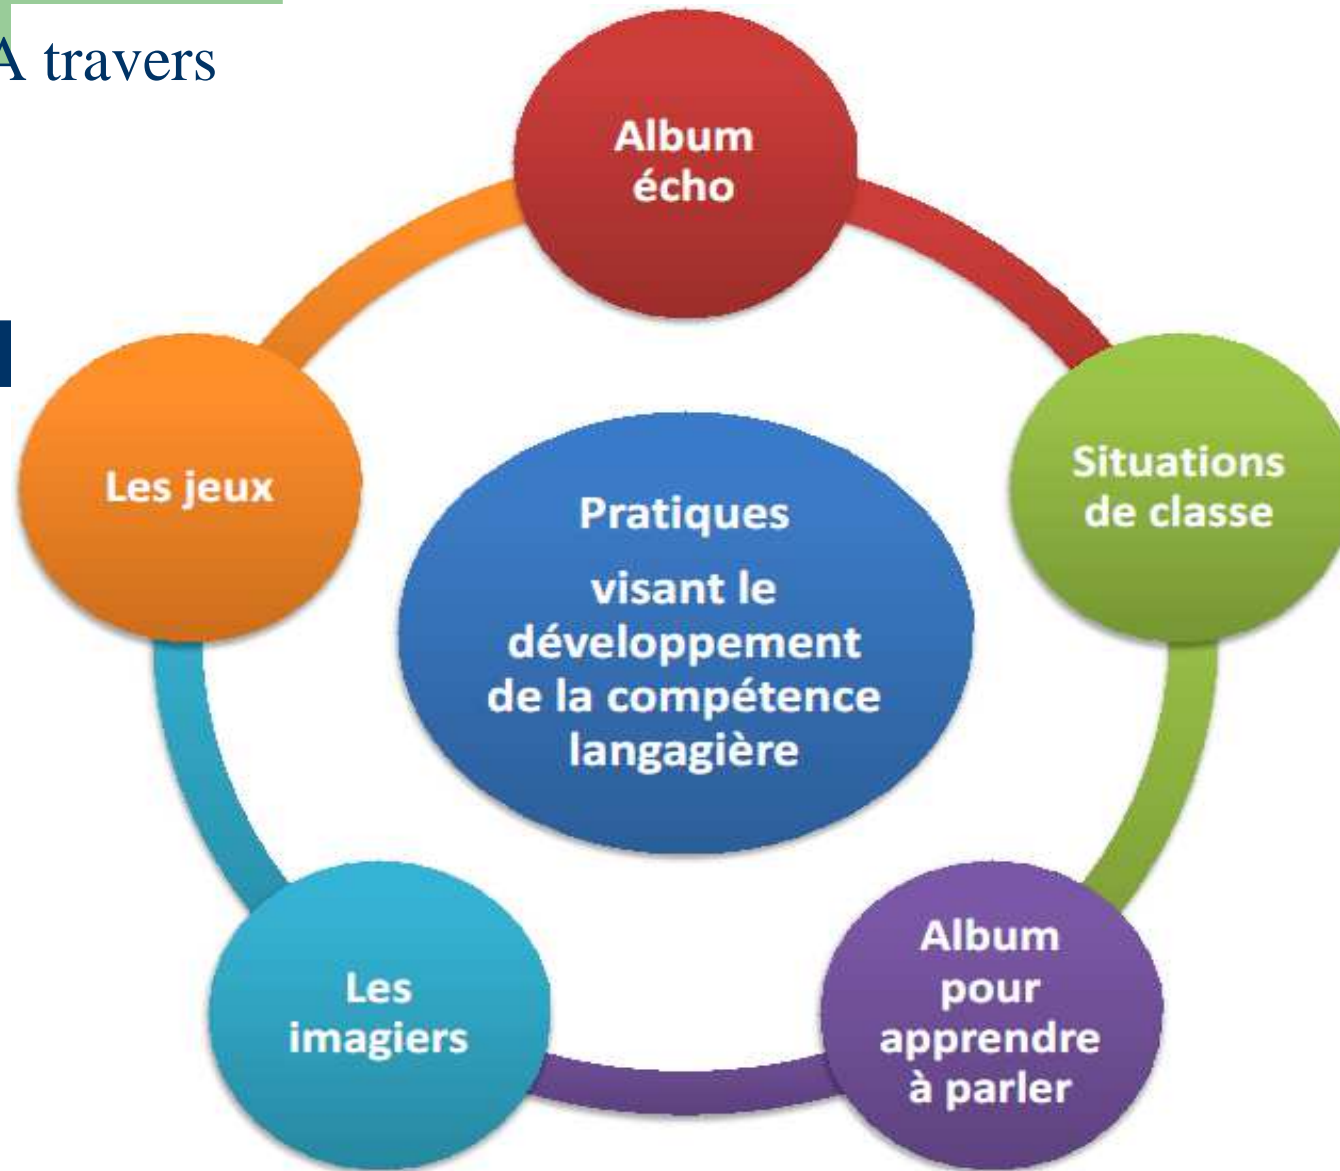 A travers
Album
écho
Situations
de classe
Album
pour
apprendre
à parler
Les
imagiers
Les jeux
Pratiques
visant le
développement
de la compétence
langagière